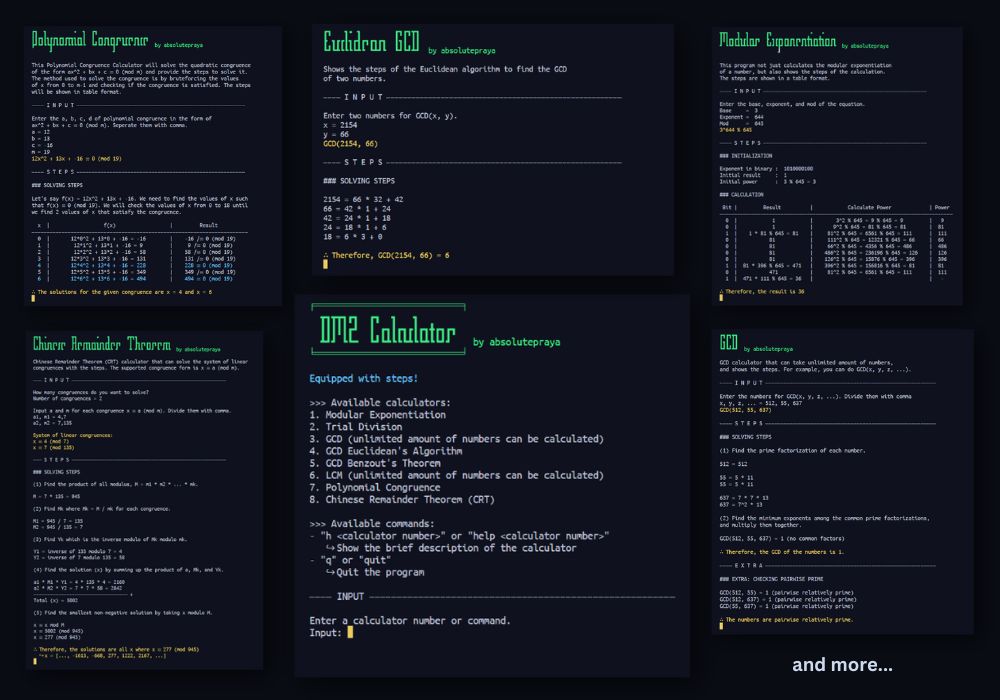 Polynomial Congruence by absolutepraya
This Polynomial Congruence Calculator will solve the quadratic congruence
of the form ax^2 + bx + c = 0 (mod m) and provide the steps to solve it.
The method used to solve the congruence is by bruteforcing the values
of x from 0 to m-1 and checking if the congruence is satisfied. The steps
will be shown in table format.
INPUT
Enter the a, b, c, d of polynomial congruence in the form of
ax^2 + bx + c = 0 (mod m). Seperate them with comma.
a = 12
b = 13
c = -16
m = 19
12x^2 + 13x + -16 = 0 (mod 19)
STEPS
### SOLVING STEPS
Let's say f(x) = 12x^2 + 13x + -16. We need to find the values of x such
that f(x) = 0 (mod 19). We will check the values of x from 0 to 18 until
we find 2 values of x that satisfy the congruence.
x | f(x) | Result
0 | 12*0^2 + 13*0 + -16 = -16 | -16 /= 0 (mod 19)
1 | 12*1^2 + 13*1 + -16 = 9 | 9 /= 0 (mod 19)
2 | 12*2^2 + 13*2 + -16 = 58 | 58 /= 0 (mod 19)
3 | 12*3^2 + 13*3 + -16 = 131 | 131 /= 0 (mod 19)
4 | 12*4^2 + 13*4 + -16 = 228 | 228 = 0 (mod 19)
5 | 12*5^2 + 13*5 + -16 = 349 | 349 /= 0 (mod 19)
6 | 12*6^2 + 13*6 + -16 = 494 | 494 = 0 (mod 19)
∴ The solutions for the given congruence are x = 4 and x = 6
Euclidean GCD by absolutepraya
Shows the steps of the Euclidean algorithm to find the GCD
of two numbers.
INPUT
Enter two numbers for GCD(x, y).
x = 2154
y = 66
GCD(2154, 66)
STEPS
### SOLVING STEPS
2154 = 66 * 32 + 42
66 = 42 * 1 + 24
42 = 24 * 1 + 18
24 = 18 * 1 + 6
18 = 6 * 3 + 0
∴ Therefore, GCD(2154, 66) = 6
Modular Exponentiation by absolutepraya
This program not just calculates the modular exponentiation
of a number, but also shows the steps of the calculation.
The steps are shown in a table format.
INPUT
Enter the base, exponent, and mod of the equation.
Base = 3
Exponent = 644
Mod = 645
3^644 % 645
STEPS
### INITIALIZATION
Exponent in binary : 1010000100
Initial result : 1
Initial power : 3 % 645 = 3
### CALCULATION
Bit | Result | Calculate Power | Power
0 | 1 | 3^2 % 645 = 9 % 645 = 9 | 9
0 | 1 | 9^2 % 645 = 81 % 645 = 81 | 81
1 | 1 * 81 % 645 = 81 | 81^2 % 645 = 6561 % 645 = 111 | 111
0 | 81 | 111^2 % 645 = 12321 % 645 = 66 | 66
0 | 81 | 66^2 % 645 = 4356 % 645 = 486 | 486
0 | 81 | 486^2 % 645 = 236196 % 645 = 126 | 126
0 | 81 | 126^2 % 645 = 15876 % 645 = 396 | 396
1 | 81 * 396 % 645 = 471 | 396^2 % 645 = 156816 % 645 = 81 | 81
0 | 471 | 81^2 % 645 = 6561 % 645 = 111 | 111
1 | 471 * 111 % 645 = 36 | |
∴ Therefore, the result is 36
Chinese Remainder Theorem by absolutepraya
Chinese Remainder Theorem (CRT) calculator that can solve the system of linear
congruences with the steps. The supported congruence form is x = a (mod m).
INPUT
How many congruences do you want to solve?
Number of Congruences = 2
Input a and m for each congruence x = a (mod m). Divide them with comma.
a1, m1 = 4,7
a2, m2 = 7,135
System of linear congruences:
x = 4 (mod 7)
x = 7 (mod 135)
STEPS
### SOLVING STEPS
(1) Find the product of all modulus, M = m1 * m2 * ... * mk.
M = 7 * 135 = 945
(2) Find Mk where Mk = M / mk for each congruence.
M1 = 945 / 7 = 135
M2 = 945 / 135 = 7
(3) Find Yk which is the inverse modulo of Mk modulo mk.
Y1 = inverse of 135 modulo 7 = 4
Y2 = inverse of 7 modulo 135 = 58
(4) Find the solution (x) by summing up the product of a, Mk, and Yk.
a1 * M1 * Y1 = 4 * 135 * 4 = 2160
a2 * M2 * Y2 = 7 * 7 * 58 = 2842
+
Total (x) = 5002
(5) Find the smallest non-negative solution by taking x modulo M.
x = x mod M
x = 5002 (mod 945)
x = 277 (mod 945)
∴ Therefore, the solutions are all x where x = 277 (mod 945)
↪x = [..., -1613, -668, 277, 1222, 2167, ...]
DM2 Calculator by absolutepraya
Equipped with steps!
>>> Available calculators:
1. Modular Exponentiation
2. Trial Division
3. GCD (unlimited amount of numbers can be calculated)
4. GCD Euclidean's Algorithm
5. GCD Benzout's Theorem
6. LCM (unlimited amount of numbers can be calculated)
7. Polynomial Congruence
8. Chinese Remainder Theorem (CRT)
>>> Available commands:
- "h <calculator number>" or "help <calculator number>"
↪Show the brief description of the calculator
- "q" or "quit"
↪Quit the program
INPUT
Enter a calculator number or command.
Input:
GCD by absolutepraya
GCD calculator that can take unlimited amount of numbers,
and shows the steps. For example, you can do GCD(x, y, z, ...).
INPUT
Enter the numbers for GCD(x, y, z, ...). Divide them with comma
x, y, z, ... = 512, 55, 637
GCD(512, 55, 637)
STEPS
### SOLVING STEPS
(1) Find the prime factorization of each number.
512 = 512
55 = 5 * 11
55 = 5 * 11
637 = 7 * 7 * 13
637 = 7^2 * 13
(2) Find the minimum exponents among the common prime factorizations,
and multiply them together.
GCD(512, 55, 637) = 1 (no common factors)
∴ Therefore, the GCD of the numbers is 1.
EXTRA
### EXTRA: CHECKING PAIRWISE PRIME
GCD(512, 55) = 1 (pairwise relatively prime)
GCD(512, 637) = 1 (pairwise relatively prime)
GCD(55, 637) = 1 (pairwise relatively prime)
∴ The numbers are pairwise relatively prime.
and more...